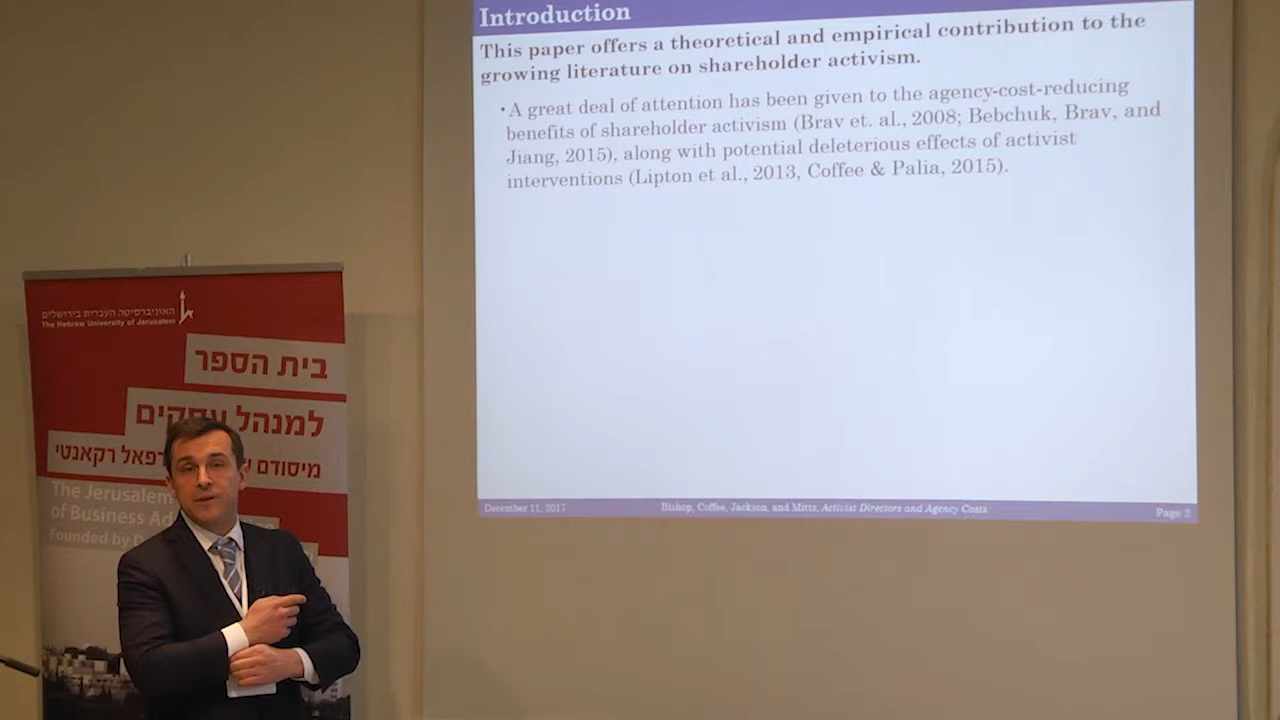 Introduction
This paper offers a theoretical and empirical contribution to the
growing literature on shareholder activism.
• A great deal of attention has been given to the agency-cost-reducing
benefits of shareholder activism (Brav et. al., 2008; Bebchuk, Brav, and
Jiang, 2015), along with potential deleterious effects of activist
interventions (Lipton et al., 2013, Coffee & Palia, 2015).
December 11, 2017
Bishop, Coffee, Jackson, and Mitts, Activist Directors and Agency Costs
Page 2
האוניברסיטה העברית בירושלים
The Hebrew University of Jerusalem
בית הספר
למנהל עסקים
מיסודם
רפאל רקאנטי
The Jerusalem
of Business Ad
Founded by D